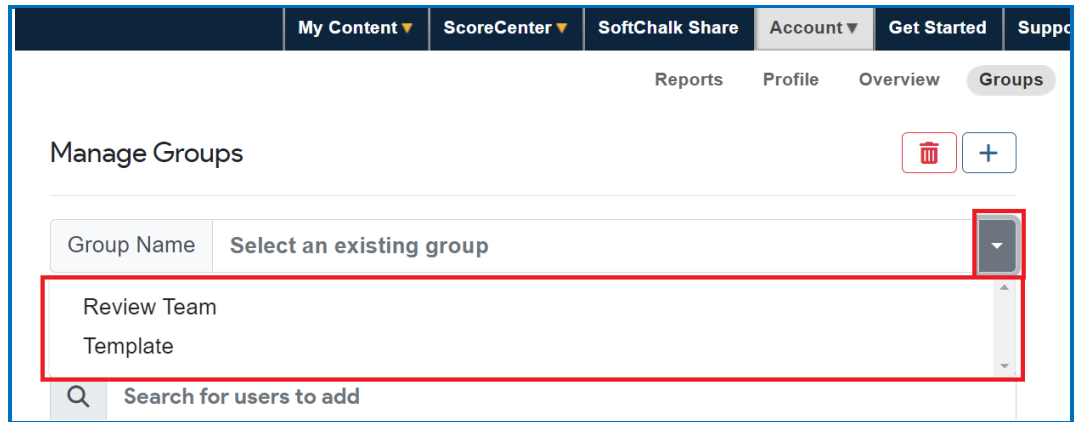 My Content ScoreCenter SoftChalk Share Account Get Started Suppo
Reports Profile Overview Groups
Manage Groups
Group Name Select an existing group
Review Team
Template
Search for users to add